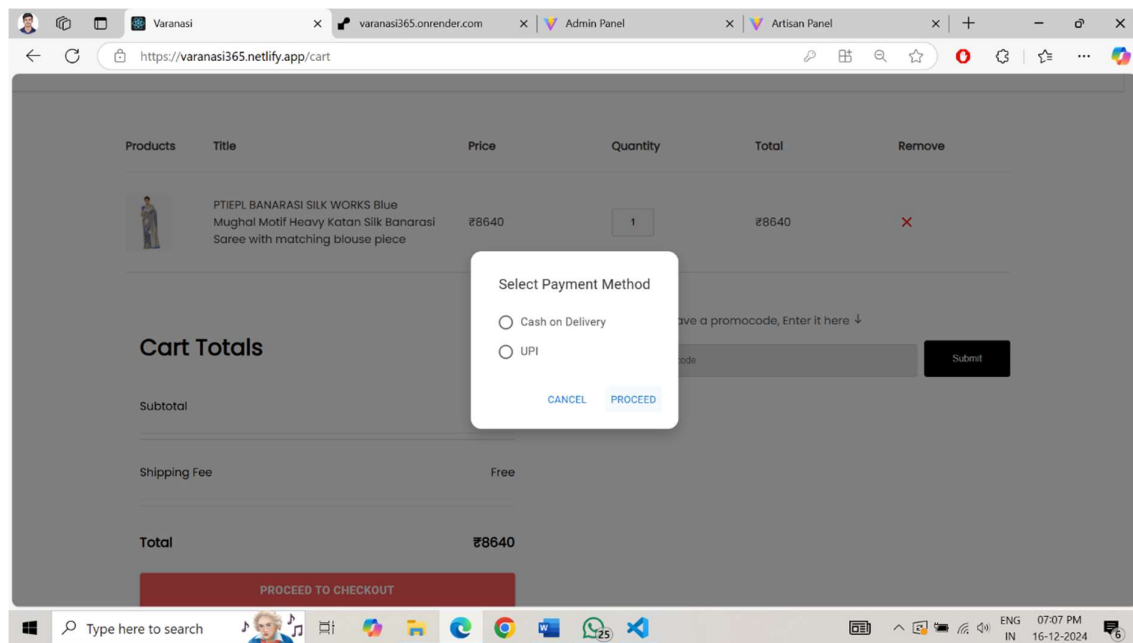 Varanasi
varanasi365.onrender.com
Admin Panel
Artisan Panel
https://varanasi365.netlify.app/cart
Products Title Price Quantity Total Remove
PTIEPL BANARASI SILK WORKS Blue
Mughal Motif Heavy Katan Silk Banarasi
Saree with matching blouse piece
₹8640
1
₹8640
Select Payment Method
Cash on Delivery
UPI
CANCEL PROCEED
ave a promocode, Enter it here ↓
code
Submit
Cart Totals
Subtotal
Shipping Fee Free
Total ₹8640
PROCEED TO CHECKOUT
Type here to search
25
ENG
IN
07:07 PM
16-12-2024
6